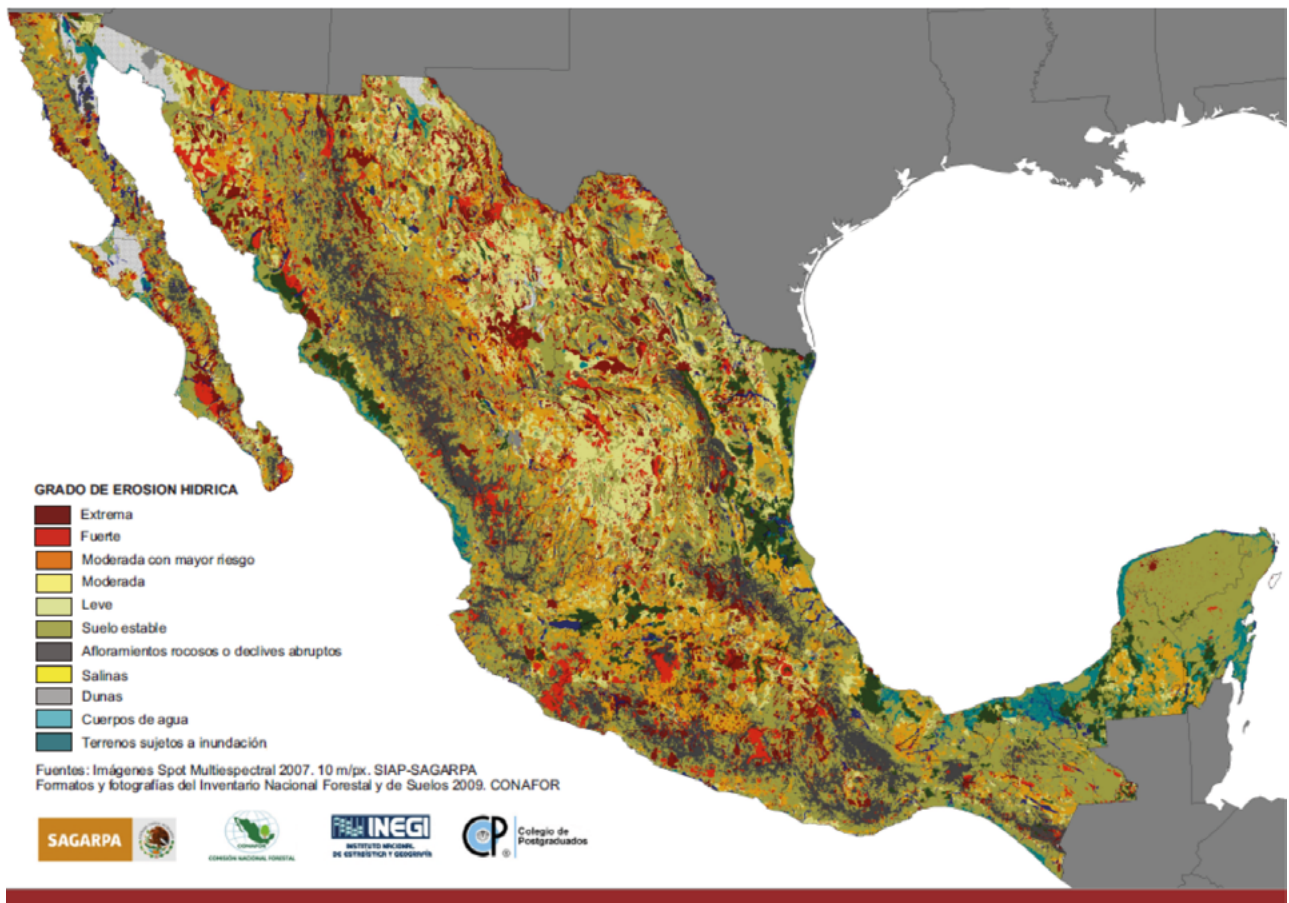 GRADO DE EROSION HIDRICA
Extrema
Fuerte
Moderada con mayor riesgo
Moderada
Leve
Suelo estable
Afloramientos rocosos o declives abruptos
Salinas
Dunas
Cuerpos de agua
Terrenos sujetos a inundación
Fuentes: Imágenes Spot Multiespectral 2007. 10 m/px. SIAP-SAGARPA
Formatos y fotografías del Inventario Nacional Forestal y de Suelos 2009. CONAFOR
SAGARPA
CONAFOR
COMISIÓN NACIONAL FORESTAL
INEGI
INSTITUTO NACIONAL
DE ESTADÍSTICA Y GEOGRAFÍA
CP
®
Colegio de
Postgraduados